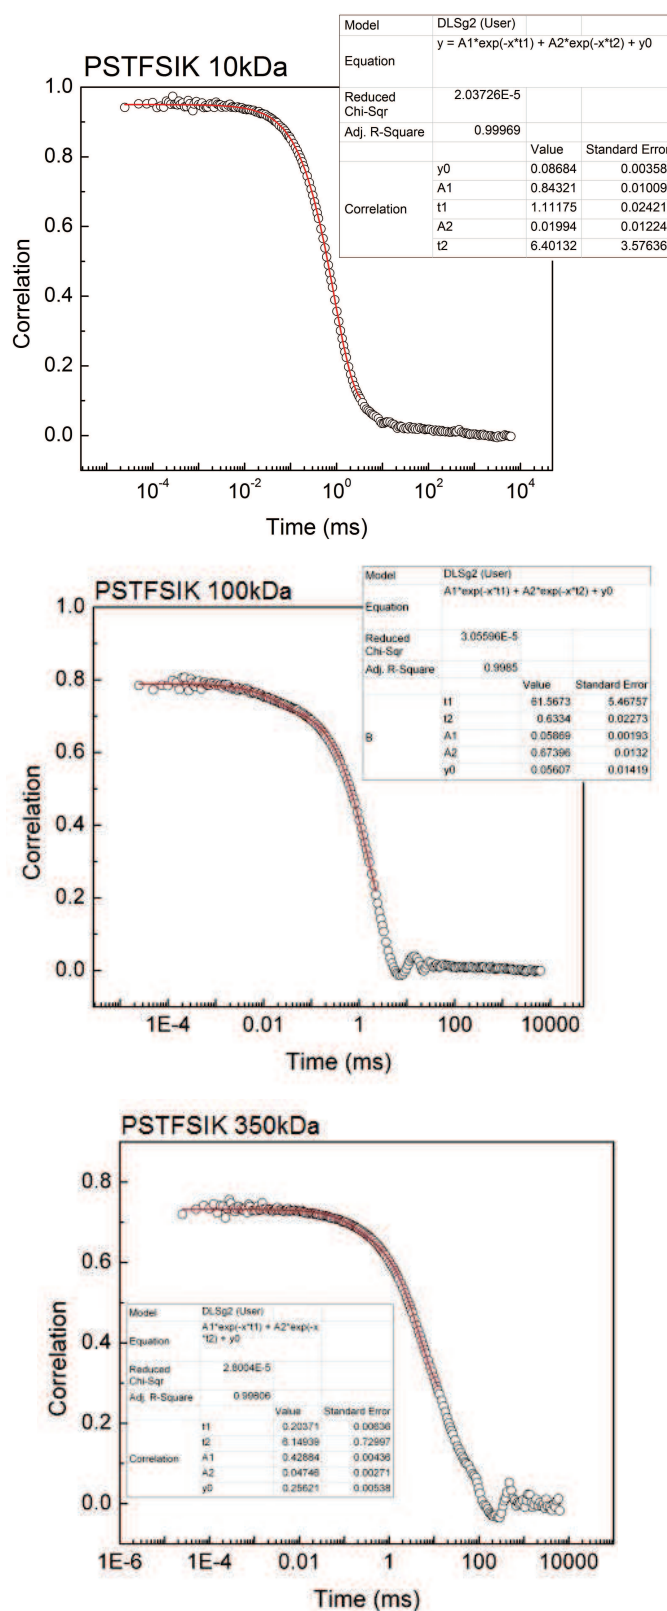 Model DLSg2 (User)
Equation y = A1*exp(-x*t1) + A2*exp(-x*t2) + y0
Reduced Chi-Sqr 2.03726E-5
Adj. R-Square 0.99969
Value Standard Error
Correlation
y0 0.08684 0.00358
A1 0.84321 0.01009
t1 1.11175 0.02421
A2 0.01994 0.01224
t2 6.40132 3.57636
PSTFSIK 10kDa
1.0
0.8
0.6
0.4
0.2
0.0
Correlation
10-4 10-2 100 102 104
Time (ms)
Model DLSg2 (User)
Equation A1*exp(-x*t1) + A2*exp(-x*t2) + y0
Reduced Chi-Sqr 3.05596E-5
Adj. R-Square 0.9985
Value Standard Error
B
t1 61.5673 5.46757
t2 0.6334 0.02273
A1 0.05869 0.00193
A2 0.67396 0.0132
y0 0.05607 0.01419
PSTFSIK 100kDa
1.0
0.8
0.6
0.4
0.2
0.0
Correlation
1E-4 0.01 1 100 10000
Time (ms)
PSTFSIK 350kDa
0.8
0.6
0.4
0.2
0.0
Correlation
Model DLSg2 (User)
Equation A1*exp(-x*t1) + A2*exp(-x
*t2) + y0
Reduced Chi-Sqr 2.8004E-5
Adj. R-Square 0.99806
Value Standard Error
Correlation
t1 0.20371 0.00636
t2 6.14939 0.72997
A1 0.42884 0.00436
A2 0.04746 0.00271
y0 0.25621 0.00538
1E-6 1E-4 0.01 1 100 10000
Time (ms)